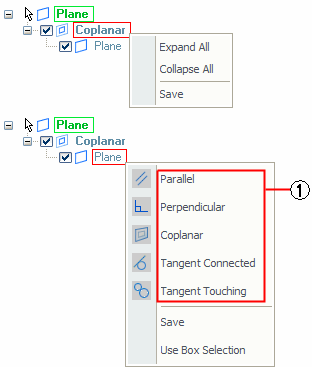 Plane
Coplanar
Plane
Expand All
Collapse All
Save
Plane
Coplanar
Plane
Parallel
1
Perpendicular
Coplanar
Tangent Connected
Tangent Touching
Save
Use Box Selection